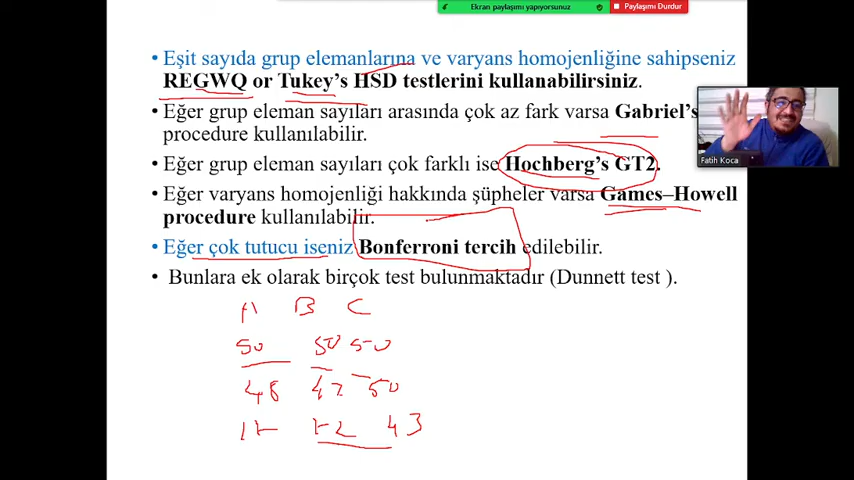 Ekran paylaşımı yapıyorsunuz
Paylaşımı Durdur
• Eşit sayıda grup elemanlarına ve varyans homojenliğine sahipseniz
REGWQ or Tukey’s HSD testlerini kullanabilirsiniz.
• Eğer grup eleman sayıları arasında çok az fark varsa Gabriel’s
procedure kullanılabilir.
• Eğer grup eleman sayıları çok farklı ise Hochberg’s GT2.
• Eğer varyans homojenliği hakkında şüpheler varsa Games–Howell
procedure kullanılabilir.
• Eğer çok tutucu iseniz Bonferroni tercih edilebilir.
• Bunlara ek olarak birçok test bulunmaktadır (Dunnett test ).
Fatih Koca
A B C
50 50 50
48 47 50
43